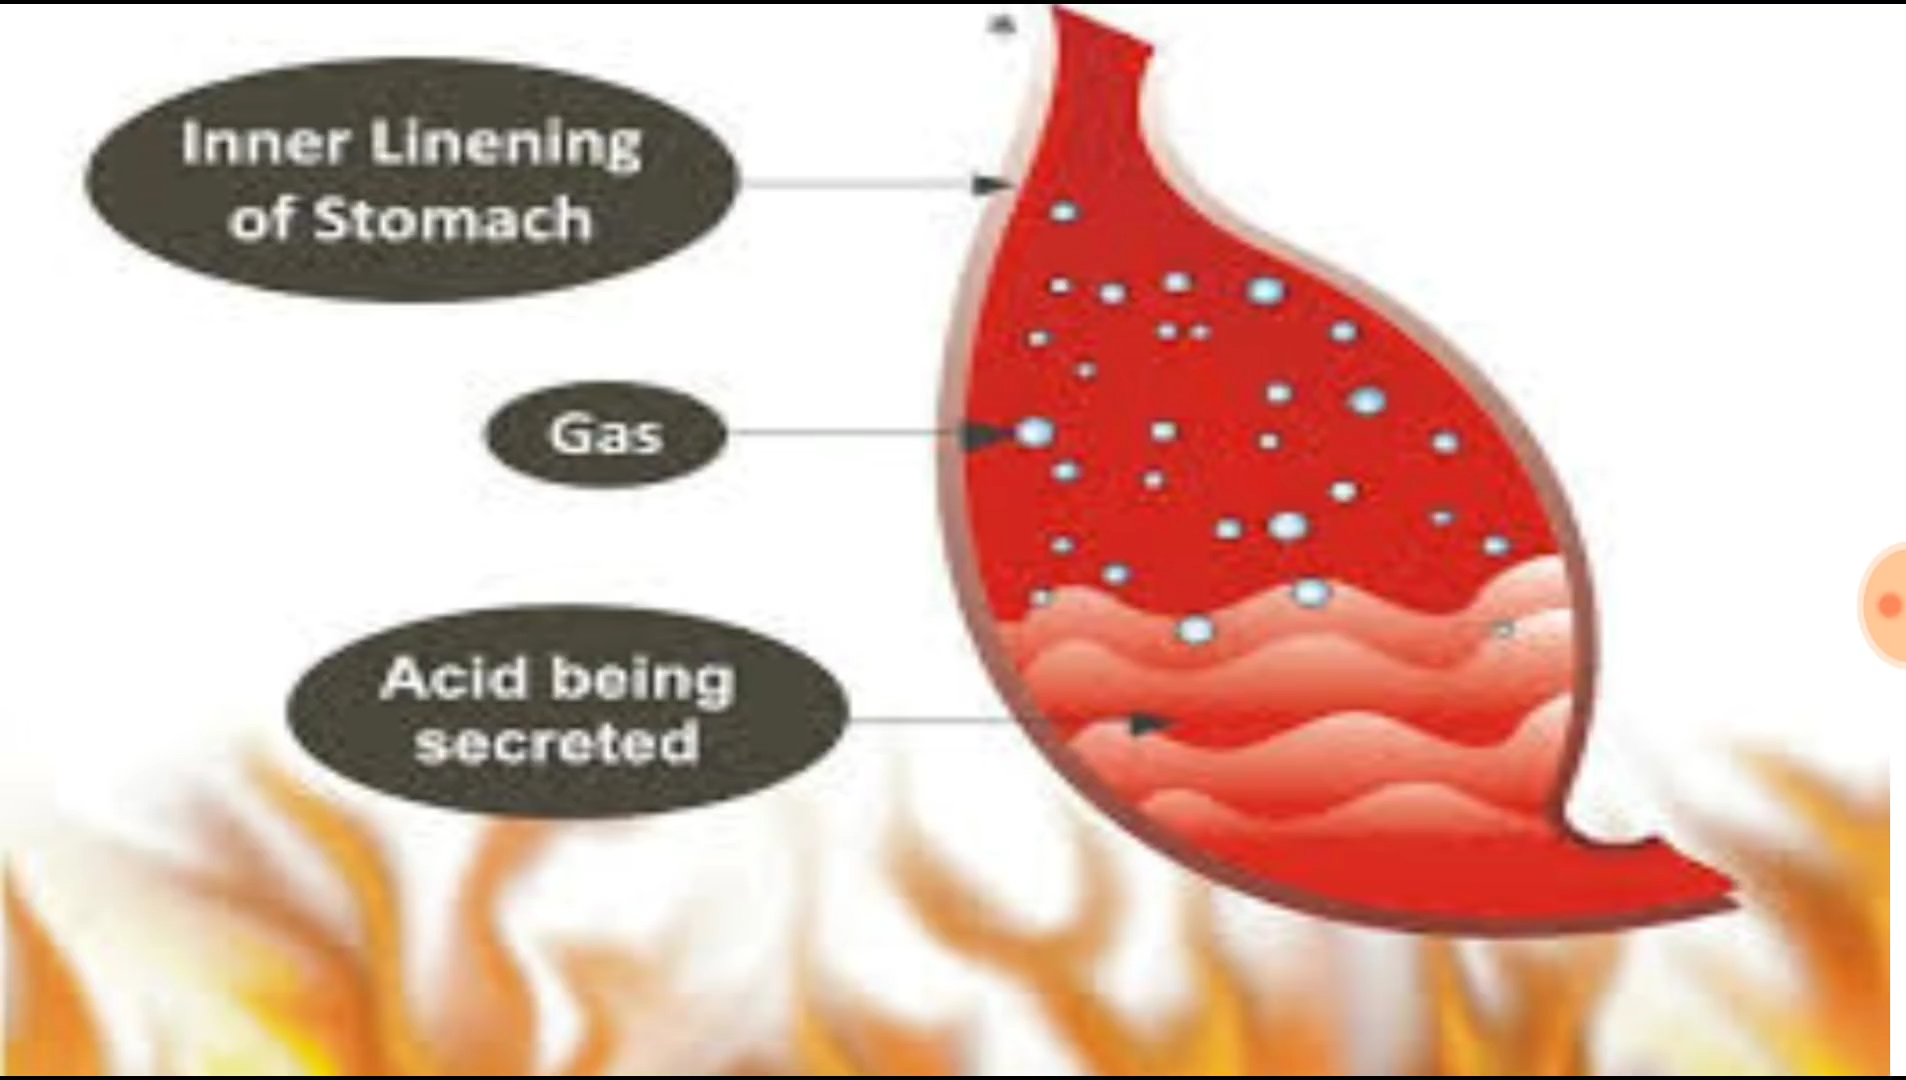 Inner Linening
of Stomach
Gas
Acid being
secreted